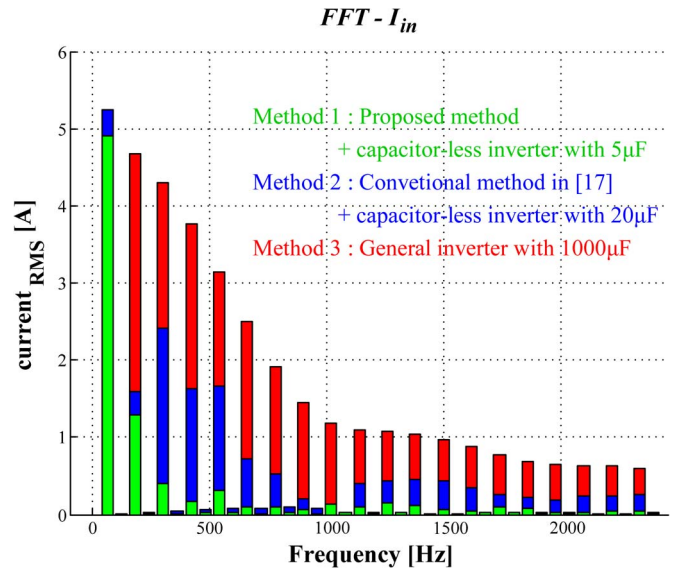 FFT - I_in
6
5
4
3
2
1
0
current_RMS [A]
Method 1 : Proposed method
+ capacitor-less inverter with 5µF
Method 2 : Convetional method in [17]
+ capacitor-less inverter with 20µF
Method 3 : General inverter with 1000µF
0
500
1000
1500
2000
Frequency [Hz]